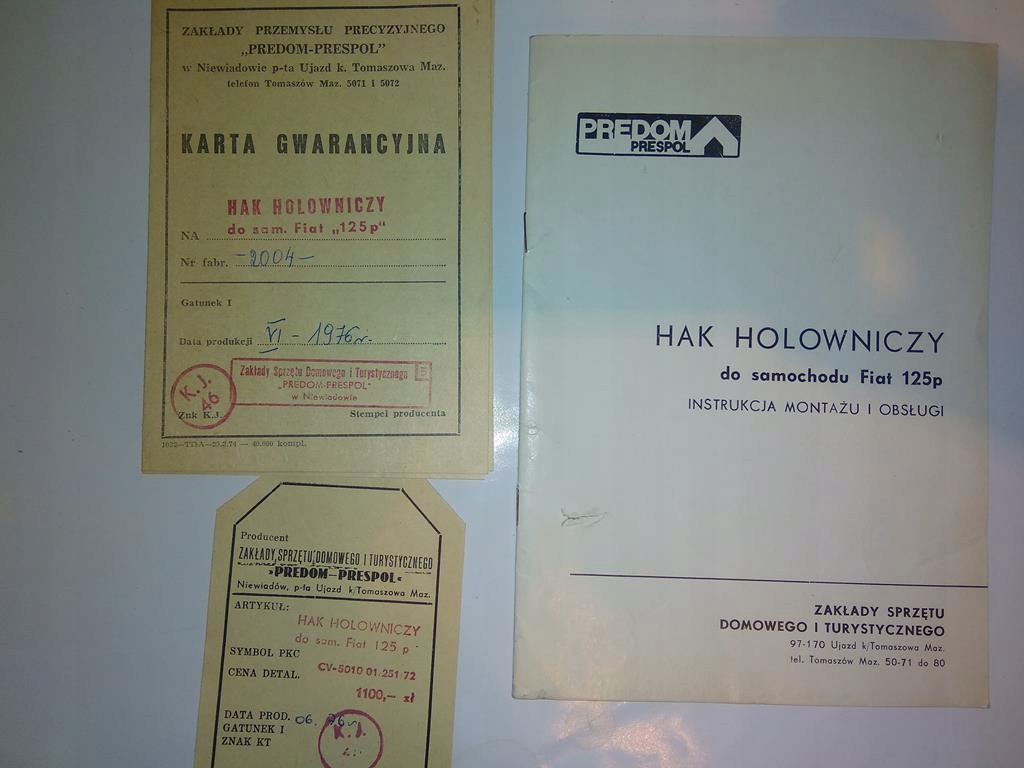 ZAKŁADY PRZEMYSŁU PRECYZYJNEGO
„PREDOM-PRESPOL”
w Niewiadowie p-ta Ujazd k. Tomaszowa Maz.
telefon Tomaszów Maz. 5071 i 5072
KARTA GWARANCYJNA
HAK HOLOWNICZY
NA do sam. Fiat „125p“
Nr fabr. -2004-
Gatunek I
Data produkcji VI - 1976r.
K.J. 46
Zakłady Sprzętu Domowego i Turystycznego 5
„PREDOM-PRESPOL“
w Niewiadowie
Znk K.J. Stempel producenta
40.000 kompl.
Producent
ZAKŁADY SPRZĘTU DOMOWEGO I TURYSTYCZNEGO
»PREDOM-PRESPOL«
Niewiadów, p-ta Ujazd k/Tomaszowa Maz.
ARTYKUŁ: HAK HOLOWNICZY
do sam. Fiat 125 p
SYMBOL PKC
CV-5010 01/251/72
CENA DETAL.
1100,- zł
DATA PROD. 06. 76r.
GATUNEK I
ZNAK KT
K.J.
PREDOM
PRESPOL
HAK HOLOWNICZY
do samochodu Fiat 125p
INSTRUKCJA MONTAŻU I OBSŁUGI
ZAKŁADY SPRZĘTU
DOMOWEGO I TURYSTYCZNEGO
97-170 Ujazd k/Tomaszowa Maz.
tel. Tomaszów Maz. 50-71 do 80